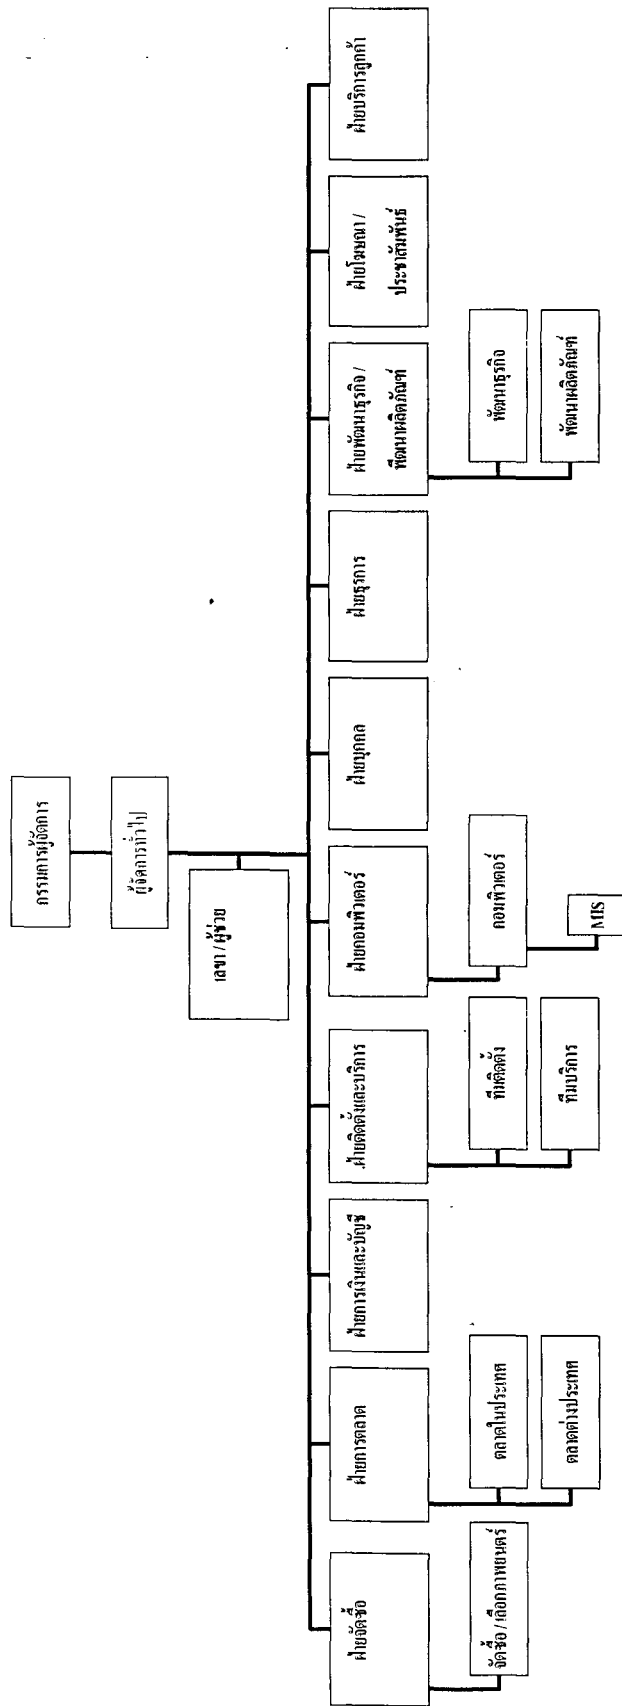 กรรมการผู้จัดการ
ผู้จัดการทั่วไป
เลขา / ผู้ช่วย
ฝ่ายจัดซื้อ
จัดซื้อ / เลือกภาพยนตร์
ฝ่ายการตลาด
ตลาดในประเทศ
ตลาดต่างประเทศ
ฝ่ายการเงินและบัญชี
ฝ่ายติดตั้งและบริการ
ทีมติดตั้ง
ทีมบริการ
ฝ่ายคอมพิวเตอร์
คอมพิวเตอร์
MIS
ฝ่ายบุคคล
ฝ่ายธุรการ
ฝ่ายพัฒนาธุรกิจ /
พัฒนาผลิตภัณฑ์
พัฒนาธุรกิจ
พัฒนาผลิตภัณฑ์
ฝ่ายโฆษณา /
ประชาสัมพันธ์
ฝ่ายบริการลูกค้า